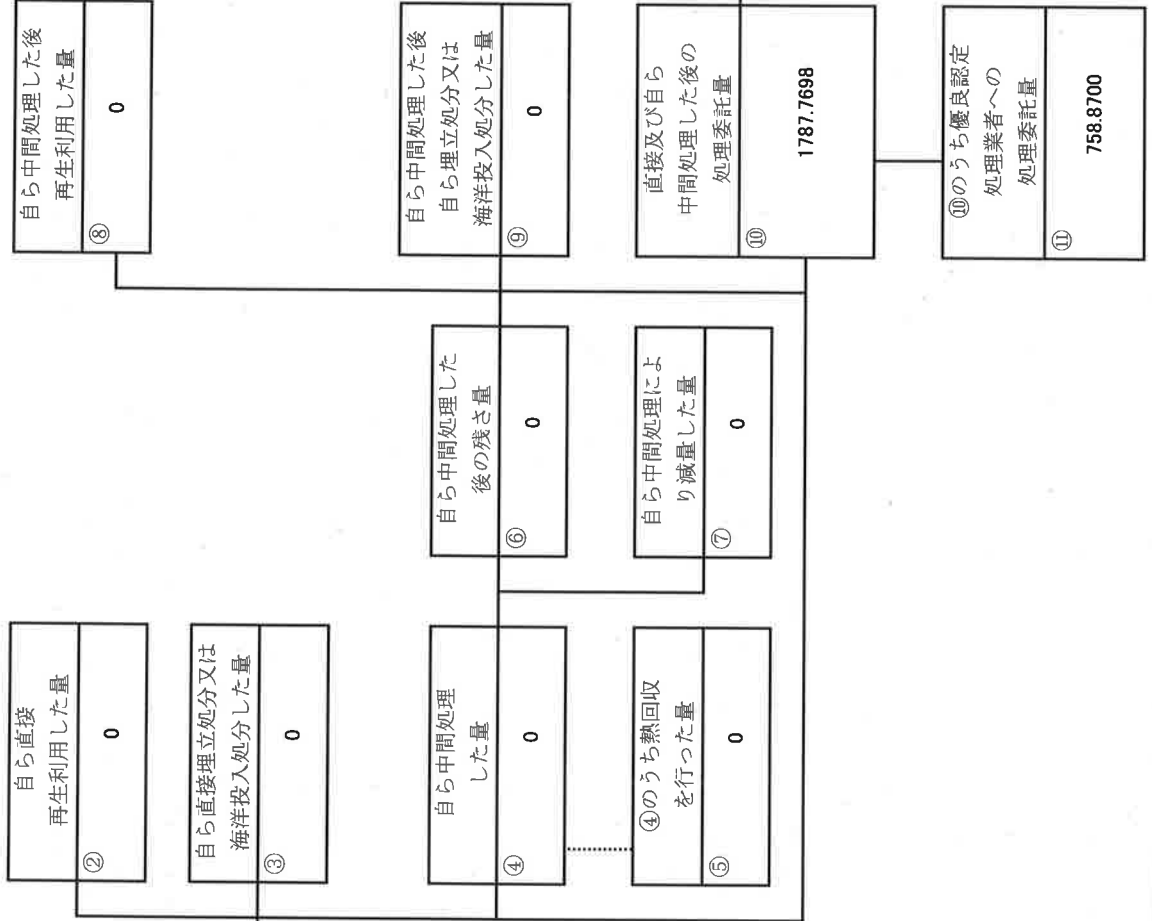 自ら直接
再生利用した量
②
0
自ら直接埋立処分又は
海洋投入処分した量
③
0
自ら中間処理
した量
④
0
④のうち熱回収
を行った量
⑤
0
自ら中間処理した
後の残さ量
⑥
0
自ら中間処理によ
り減量した量
⑦
0
自ら中間処理した後
再生利用した量
⑧
0
自ら中間処理した後
自ら埋立処分又は
海洋投入処分した量
⑨
0
直接及び自ら
中間処理した後の
処理委託量
⑩
1787.7698
⑩のうち優良認定
処理業者への
処理委託量
⑪
758.8700